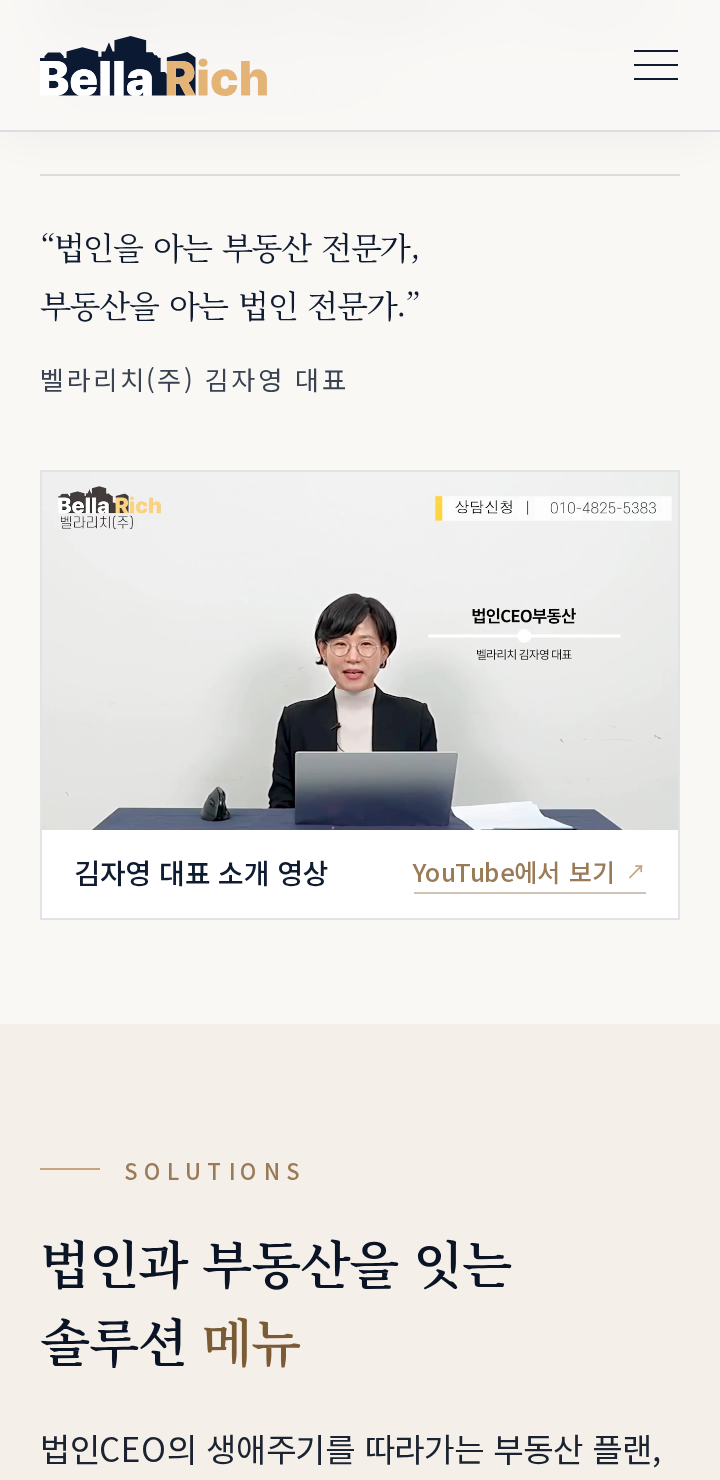 Bella Rich
“법인을 아는 부동산 전문가,
부동산을 아는 법인 전문가.”
벨라리치(주) 김자영 대표
Bella Rich
벨라리치(주)
상담신청 | 010-4825-5383
법인CEO부동산
벨라리치 김자영 대표
김자영 대표 소개 영상
YouTube에서 보기 ↗
SOLUTIONS
법인과 부동산을 잇는
솔루션 메뉴
법인CEO의 생애주기를 따라가는 부동산 플랜,